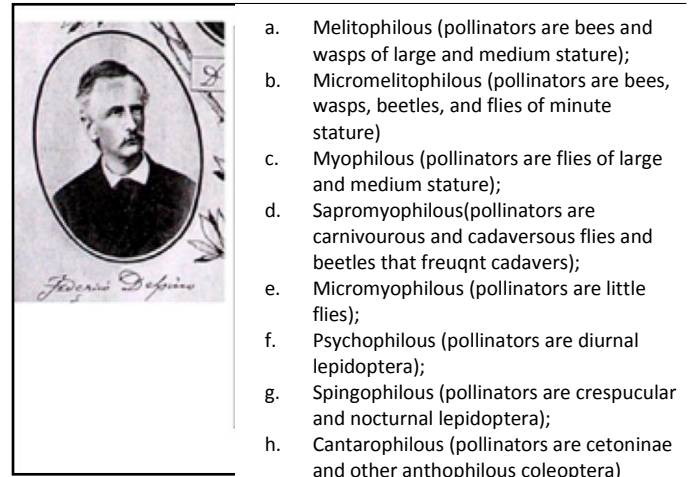 Federico Delpino
a. Melitophilous (pollinators are bees and
wasps of large and medium stature);
b. Micromelitophilous (pollinators are bees,
wasps, beetles, and flies of minute
stature)
c. Myophilous (pollinators are flies of large
and medium stature);
d. Sapromyophilous(pollinators are
carnivourous and cadaversous flies and
beetles that freuqnt cadavers);
e. Micromyophilous (pollinators are little
flies);
f. Psychophilous (pollinators are diurnal
lepidoptera);
g. Spingophilous (pollinators are crespucular
and nocturnal lepidoptera);
h. Cantarophilous (pollinators are cetoninae
and other anthophilous coleoptera)